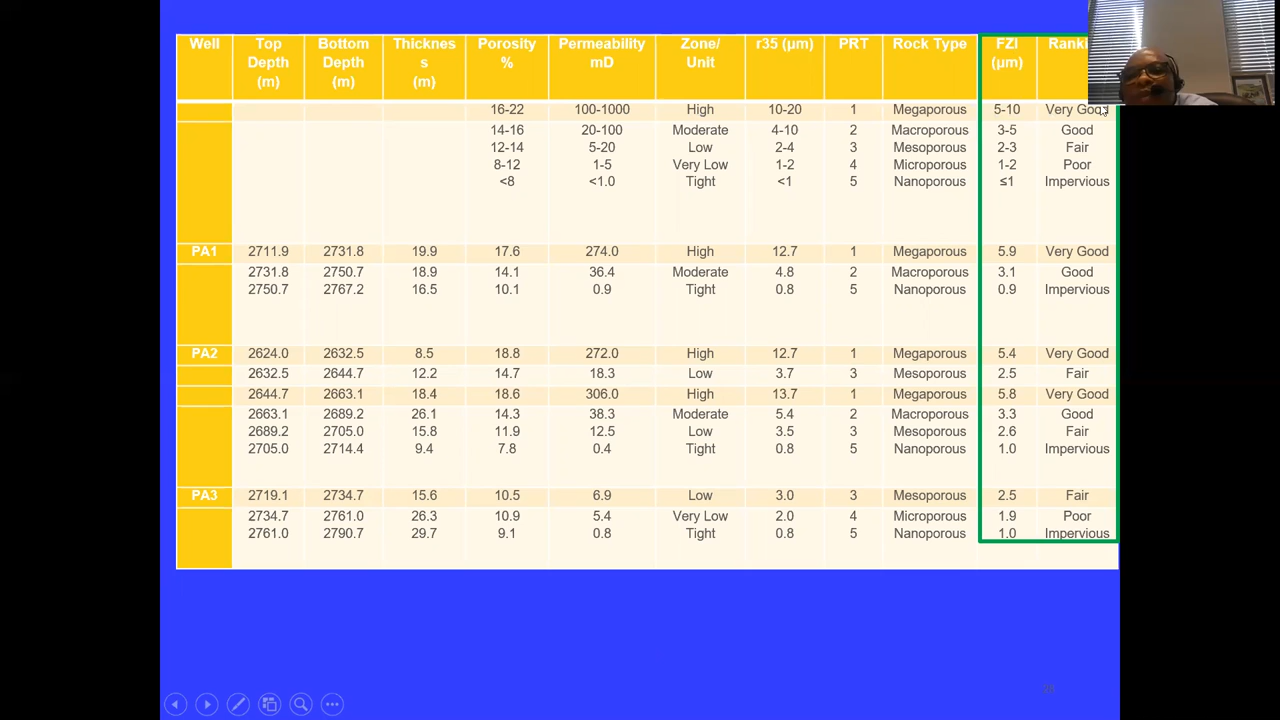 Well Top Depth (m) Bottom Depth (m) Thicknes s (m) Porosity % Permeability mD Zone/ Unit r35 (µm) PRT Rock Type FZI (µm)
16-22 100-1000 High 10-20 1 Megaporous 5-10 Very Good
14-16 20-100 Moderate 4-10 2 Macroporous 3-5 Good
12-14 5-20 Low 2-4 3 Mesoporous 2-3 Fair
8-12 1-5 Very Low 1-2 4 Microporous 1-2 Poor
<8 <1.0 Tight <1 5 Nanoporous ≤1 Impervious
PA1 2711.9 2731.8 19.9 17.6 274.0 High 12.7 1 Megaporous 5.9 Very Good
2731.8 2750.7 18.9 14.1 36.4 Moderate 4.8 2 Macroporous 3.1 Good
2750.7 2767.2 16.5 10.1 0.9 Tight 0.8 5 Nanoporous 0.9 Impervious
PA2 2624.0 2632.5 8.5 18.8 272.0 High 12.7 1 Megaporous 5.4 Very Good
2632.5 2644.7 12.2 14.7 18.3 Low 3.7 3 Mesoporous 2.5 Fair
2644.7 2663.1 18.4 18.6 306.0 High 13.7 1 Megaporous 5.8 Very Good
2663.1 2689.2 26.1 14.3 38.3 Moderate 5.4 2 Macroporous 3.3 Good
2689.2 2705.0 15.8 11.9 12.5 Low 3.5 3 Mesoporous 2.6 Fair
2705.0 2714.4 9.4 7.8 0.4 Tight 0.8 5 Nanoporous 1.0 Impervious
PA3 2719.1 2734.7 15.6 10.5 6.9 Low 3.0 3 Mesoporous 2.5 Fair
2734.7 2761.0 26.3 10.9 5.4 Very Low 2.0 4 Microporous 1.9 Poor
2761.0 2790.7 29.7 9.1 0.8 Tight 0.8 5 Nanoporous 1.0 Impervious